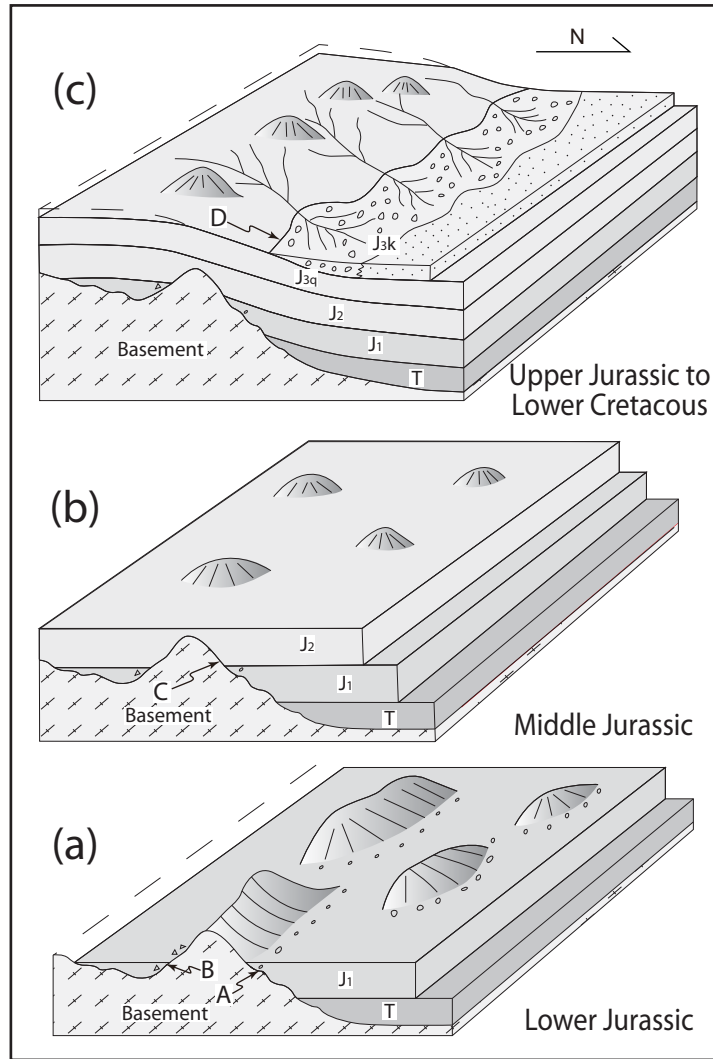 N
(c)
D
J3k
J3q
J2
J1
Basement
T
Upper Jurassic to
Lower Cretacous
(b)
J2
C
J1
Basement
T
Middle Jurassic
(a)
B
A
J1
Basement
T
Lower Jurassic